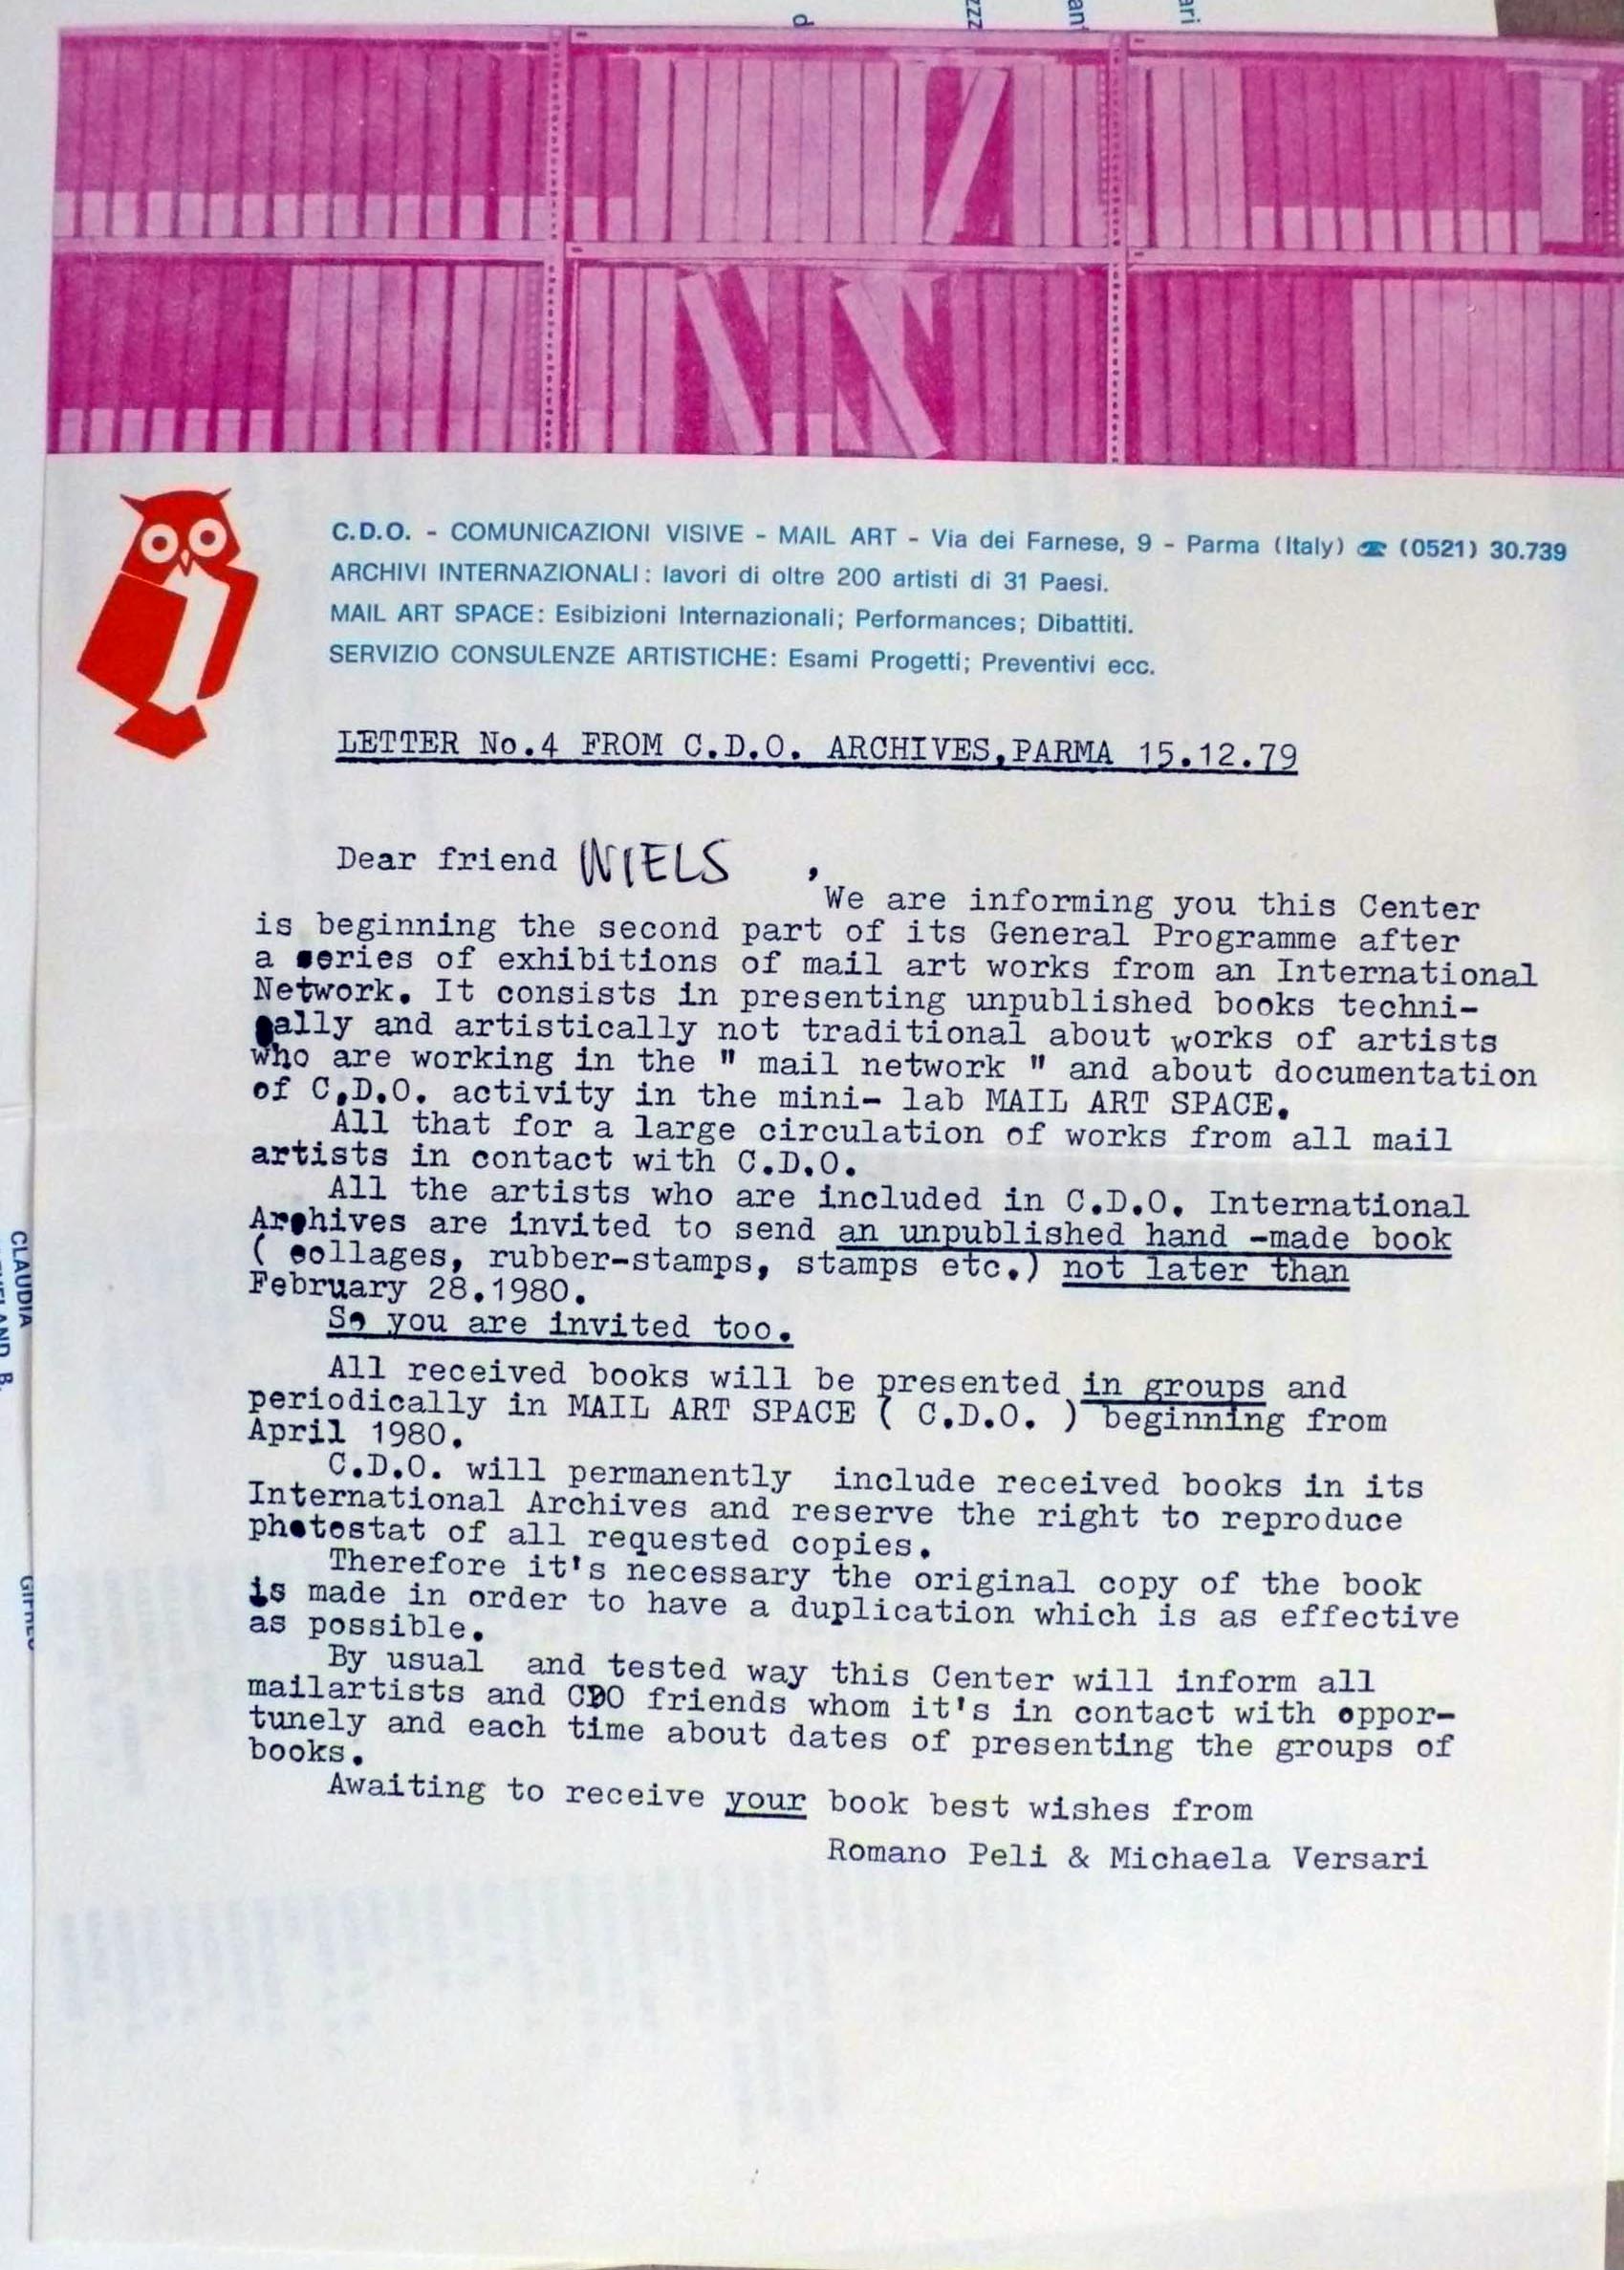 C.D.O. - COMUNICAZIONI VISIVE - MAIL ART - Via dei Farnese, 9 - Parma (Italy) ☎ (0521) 30.739
ARCHIVI INTERNAZIONALI: lavori di oltre 200 artisti di 31 Paesi.
MAIL ART SPACE: Esibizioni Internazionali; Performances; Dibattiti.
SERVIZIO CONSULENZE ARTISTICHE: Esami Progetti; Preventivi ecc.
LETTER No.4 FROM C.D.O. ARCHIVES,PARMA 15.12.79
Dear friend NIELS ,
We are informing you this Center
is beginning the second part of its General Programme after
a series of exhibitions of mail art works from an International
Network. It consists in presenting unpublished books techni-
cally and artistically not traditional about works of artists
who are working in the " mail network " and about documentation
of C.D.O. activity in the mini- lab MAIL ART SPACE.
All that for a large circulation of works from all mail
artists in contact with C.D.O.
All the artists who are included in C.D.O. International
Archives are invited to send an unpublished hand -made book
( collages, rubber-stamps, stamps etc.) not later than
February 28.1980.
So you are invited too.
All received books will be presented in groups and
periodically in MAIL ART SPACE ( C.D.O. ) beginning from
April 1980.
C.D.O. will permanently include received books in its
International Archives and reserve the right to reproduce
photostat of all requested copies.
Therefore it's necessary the original copy of the book
is made in order to have a duplication which is as effective
as possible.
By usual and tested way this Center will inform all
mailartists and CDO friends whom it's in contact with oppor-
tunely and each time about dates of presenting the groups of
books.
Awaiting to receive your book best wishes from
Romano Peli & Michaela Versari
CLAUDIA